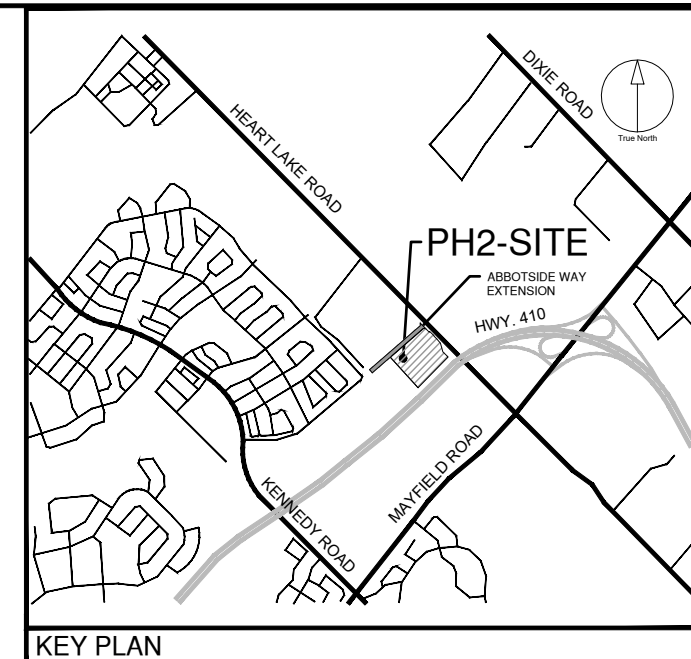 DIXIE ROAD
True North
HEART LAKE ROAD
PH2-SITE
ABBOTSIDE WAY
EXTENSION
HWY. 410
MAYFIELD ROAD
KENNEDY ROAD
KEY PLAN